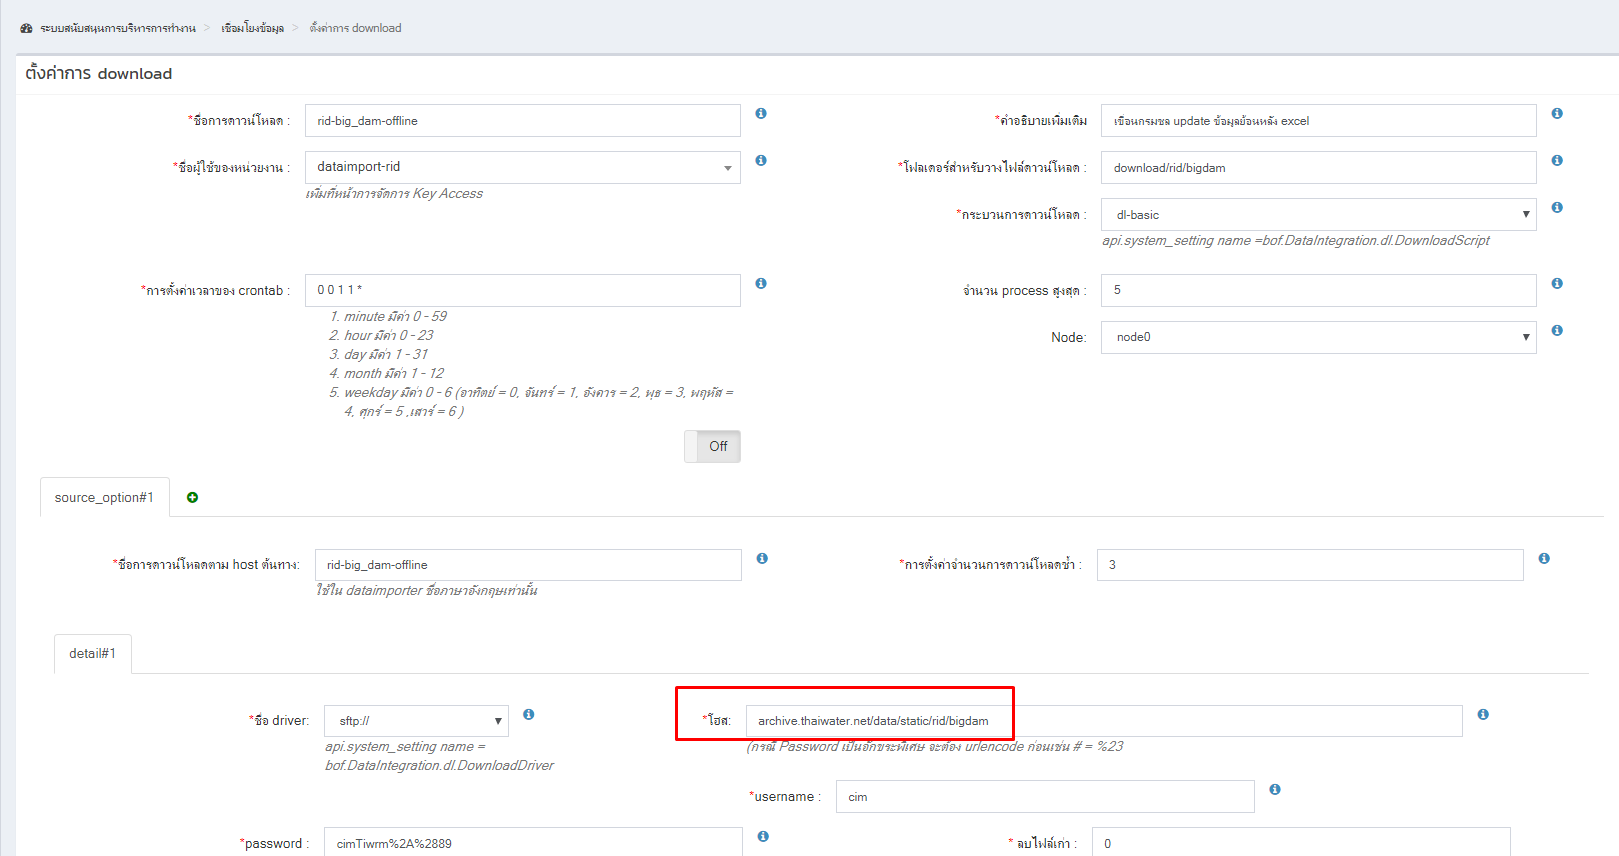 ระบบสนับสนุนการบริหารการทำงาน > เชื่อมโยงข้อมูล > ตั้งค่าการ download
ตั้งค่าการ download
*ชื่อการดาวน์โหลด : rid-big_dam-offline
*คำอธิบายเพิ่มเติม เขื่อนกรมชล update ข้อมูลย้อนหลัง excel
*ชื่อผู้ใช้ของหน่วยงาน : dataimport-rid
เพิ่มที่หน้าการจัดการ Key Access
*โฟลเดอร์สำหรับวางไฟล์ดาวน์โหลด : download/rid/bigdam
*กระบวนการดาวน์โหลด : dl-basic
api.system_setting name =bof.DataIntegration.dl.DownloadScript
*การตั้งค่าเวลาของ crontab : 0 0 1 1 *
1. minute มีค่า 0 - 59
2. hour มีค่า 0 - 23
3. day มีค่า 1 - 31
4. month มีค่า 1 - 12
5. weekday มีค่า 0 - 6 (อาทิตย์ = 0, จันทร์ = 1, อังคาร = 2, พุธ = 3, พฤหัส =
4, ศุกร์ = 5 ,เสาร์ = 6 )
จำนวน process สูงสุด : 5
Node: node0
Off
source_option#1
*ชื่อการดาวน์โหลดตาม host ต้นทาง: rid-big_dam-offline
ใช้ใน dataimporter ชื่อภาษาอังกฤษเท่านั้น
*การตั้งค่าจำนวนการดาวน์โหลดซ้ำ : 3
detail#1
*ชื่อ driver: sftp://
api.system_setting name =
bof.DataIntegration.dl.DownloadDriver
*โฮส: archive.thaiwater.net/data/static/rid/bigdam
(กรณี Password เป็นอักขระพิเศษ จะต้อง urlencode ก่อนเช่น # = %23
*username : cim
*password : cimTiwrm%2A%2889
* ลบไฟล์เก่า : 0